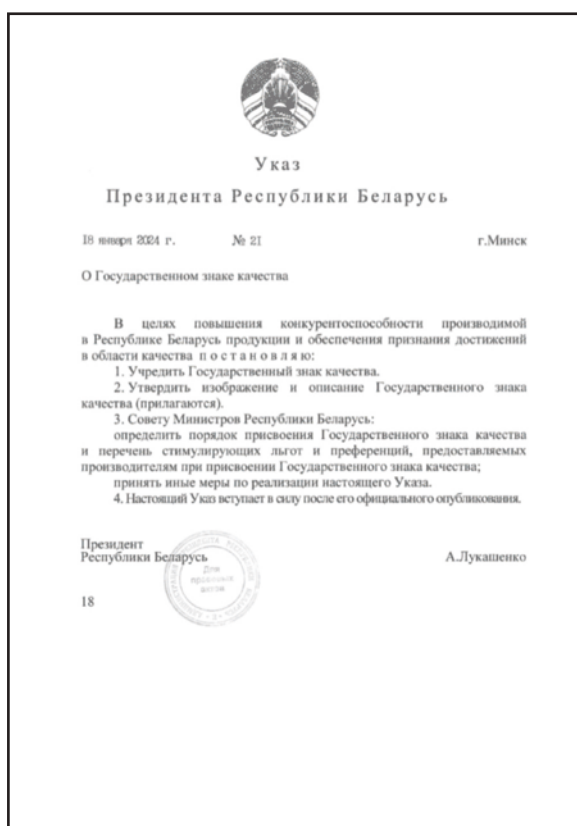 Указ
Президента Республики Беларусь
18 января 2024 г. № 21 г.Минск
О Государственном знаке качества
В целях повышения конкурентоспособности производимой
в Республике Беларусь продукции и обеспечения признания достижений
в области качества п о с т а н о в л я ю:
1. Учредить Государственный знак качества.
2. Утвердить изображение и описание Государственного знака
качества (прилагаются).
3. Совету Министров Республики Беларусь:
определить порядок присвоения Государственного знака качества
и перечень стимулирующих льгот и преференций, предоставляемых
производителям при присвоении Государственного знака качества;
принять иные меры по реализации настоящего Указа.
4. Настоящий Указ вступает в силу после его официального опубликования.
Президент
Республики Беларусь А.Лукашенко
Для
правовых
актов
18